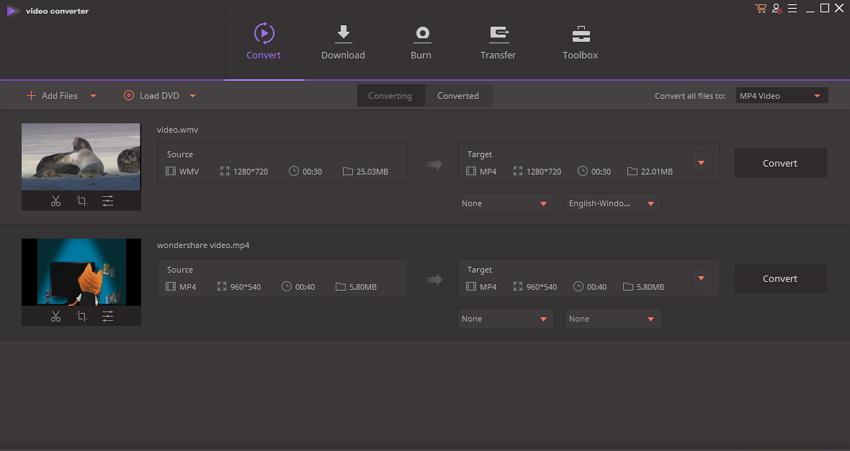 video converter
Convert
Download
Burn
Transfer
Toolbox
Add Files
Load DVD
Converting
Converted
Convert all files to:
MP4 Video
video.wmv
Source
WMV 1280*720 00:30 25.03MB
Target
MP4 1280*720 00:30 22.01MB
Convert
None
English-Windo...
wondershare video.mp4
Source
MP4 960*540 00:40 5.80MB
Target
MP4 960*540 00:40 5.80MB
Convert
None
None